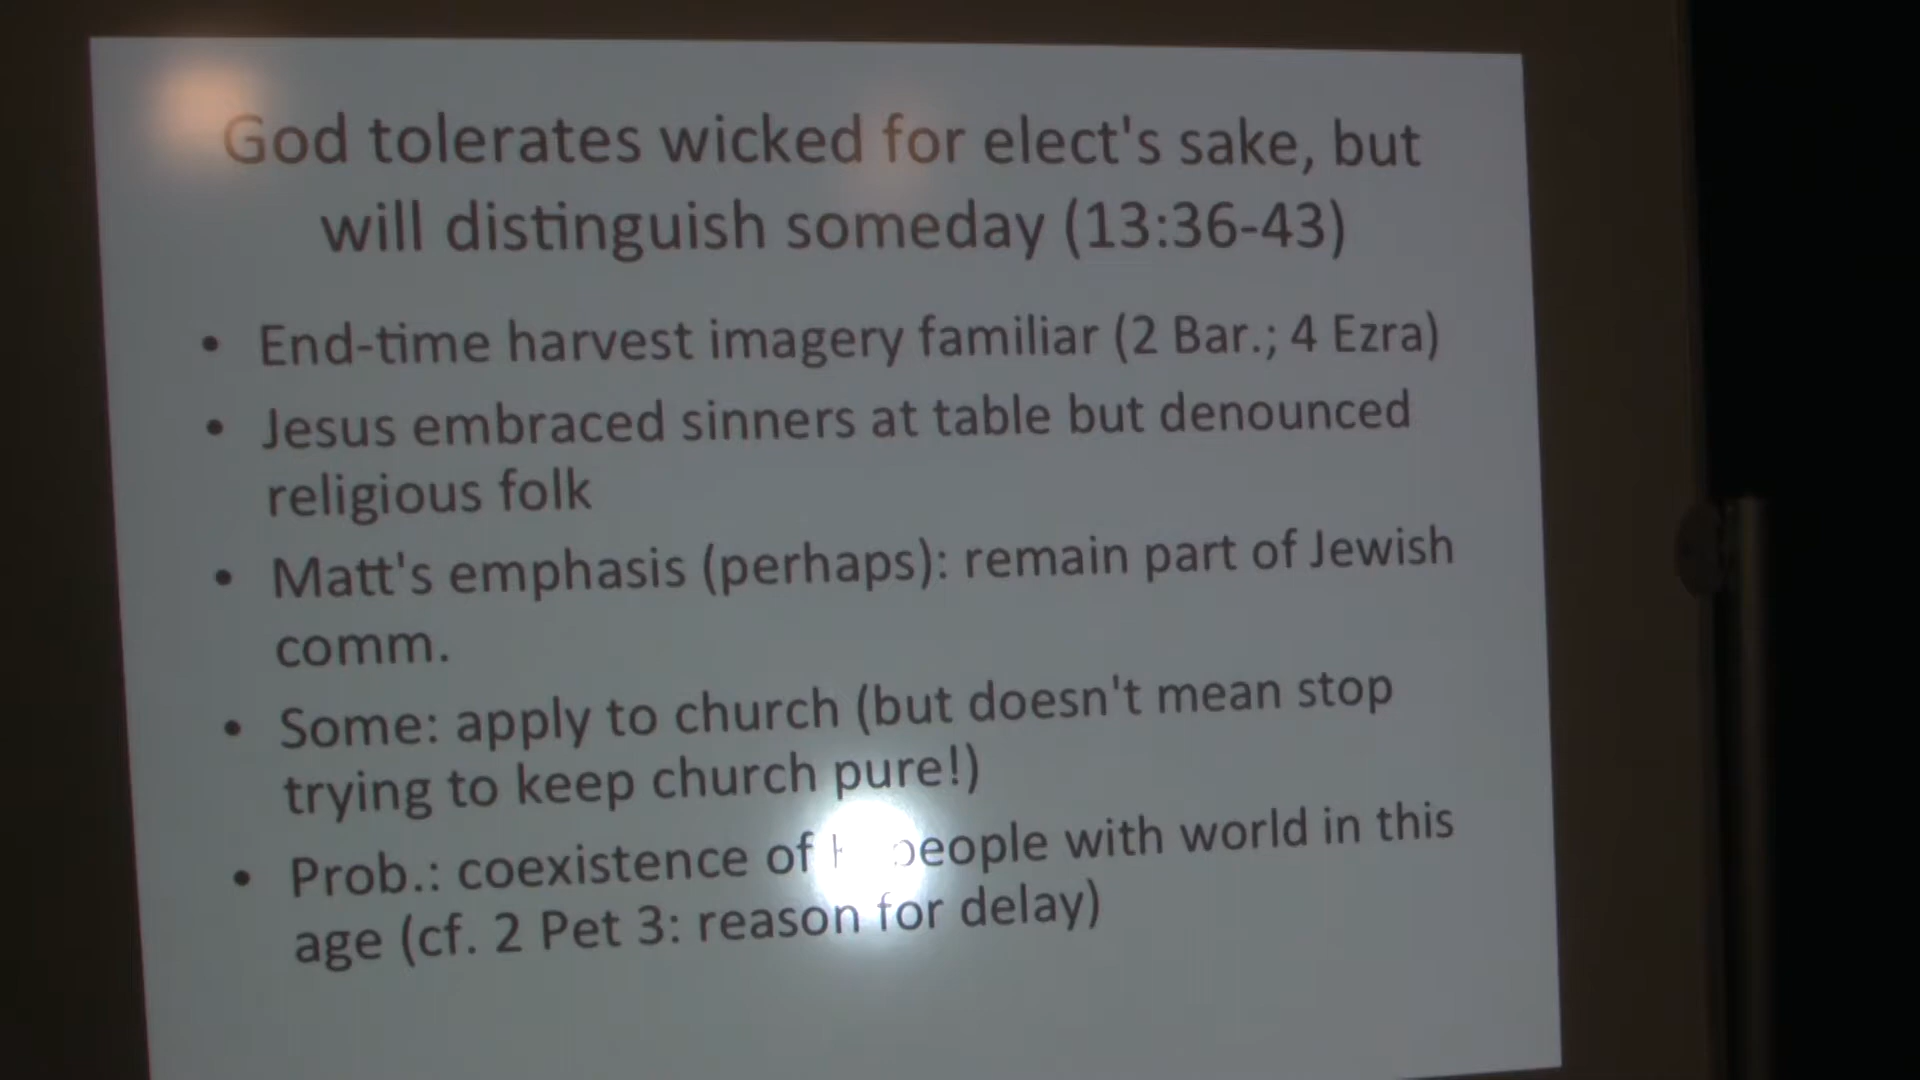 God tolerates wicked for elect's sake, but
will distinguish someday (13:36-43)
• End-time harvest imagery familiar (2 Bar.; 4 Ezra)
• Jesus embraced sinners at table but denounced
religious folk
• Matt's emphasis (perhaps): remain part of Jewish
comm.
• Some: apply to church (but doesn't mean stop
trying to keep church pure!)
• Prob.: coexistence of people with world in this
age (cf. 2 Pet 3: reason for delay)